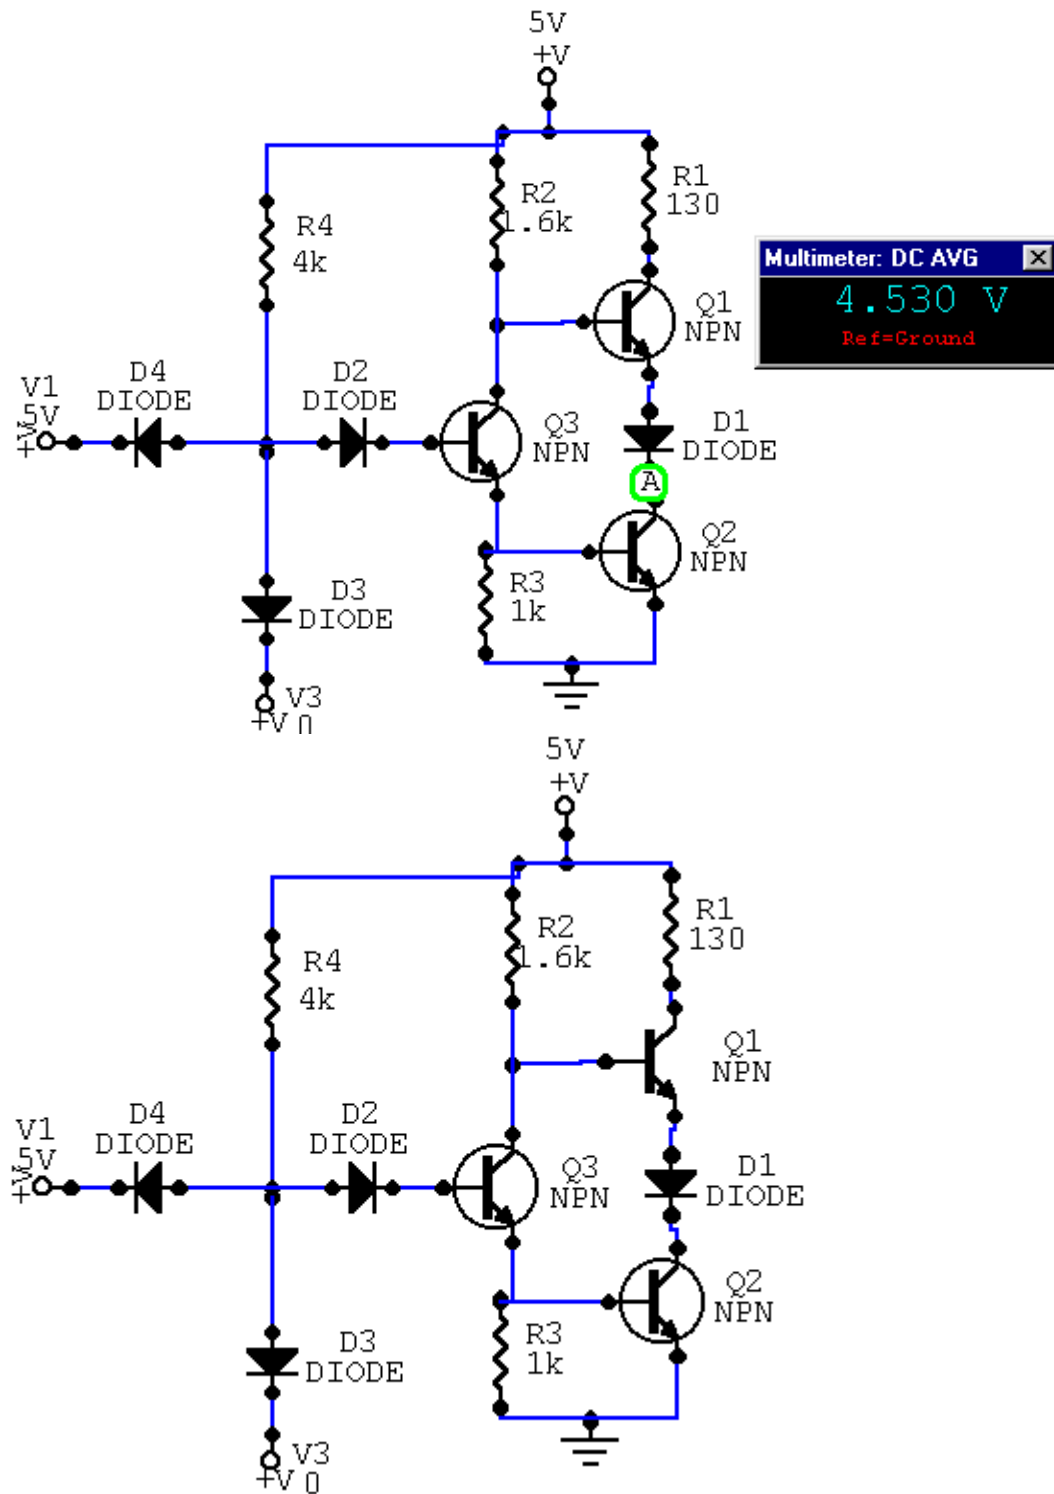 5V
+V
R1
130
R2
1.6k
R4
4k
Multimeter: DC AVG
4.530 V
Ref=Ground
Q1
NPN
D4
DIODE
D2
DIODE
V1
5V
+V
Q3
NPN
D1
DIODE
A
Q2
NPN
D3
DIODE
R3
1k
V3
+V 0
5V
+V
R1
130
R2
1.6k
R4
4k
Q1
NPN
D4
DIODE
D2
DIODE
V1
5V
+V
Q3
NPN
D1
DIODE
Q2
NPN
D3
DIODE
R3
1k
V3
+V 0